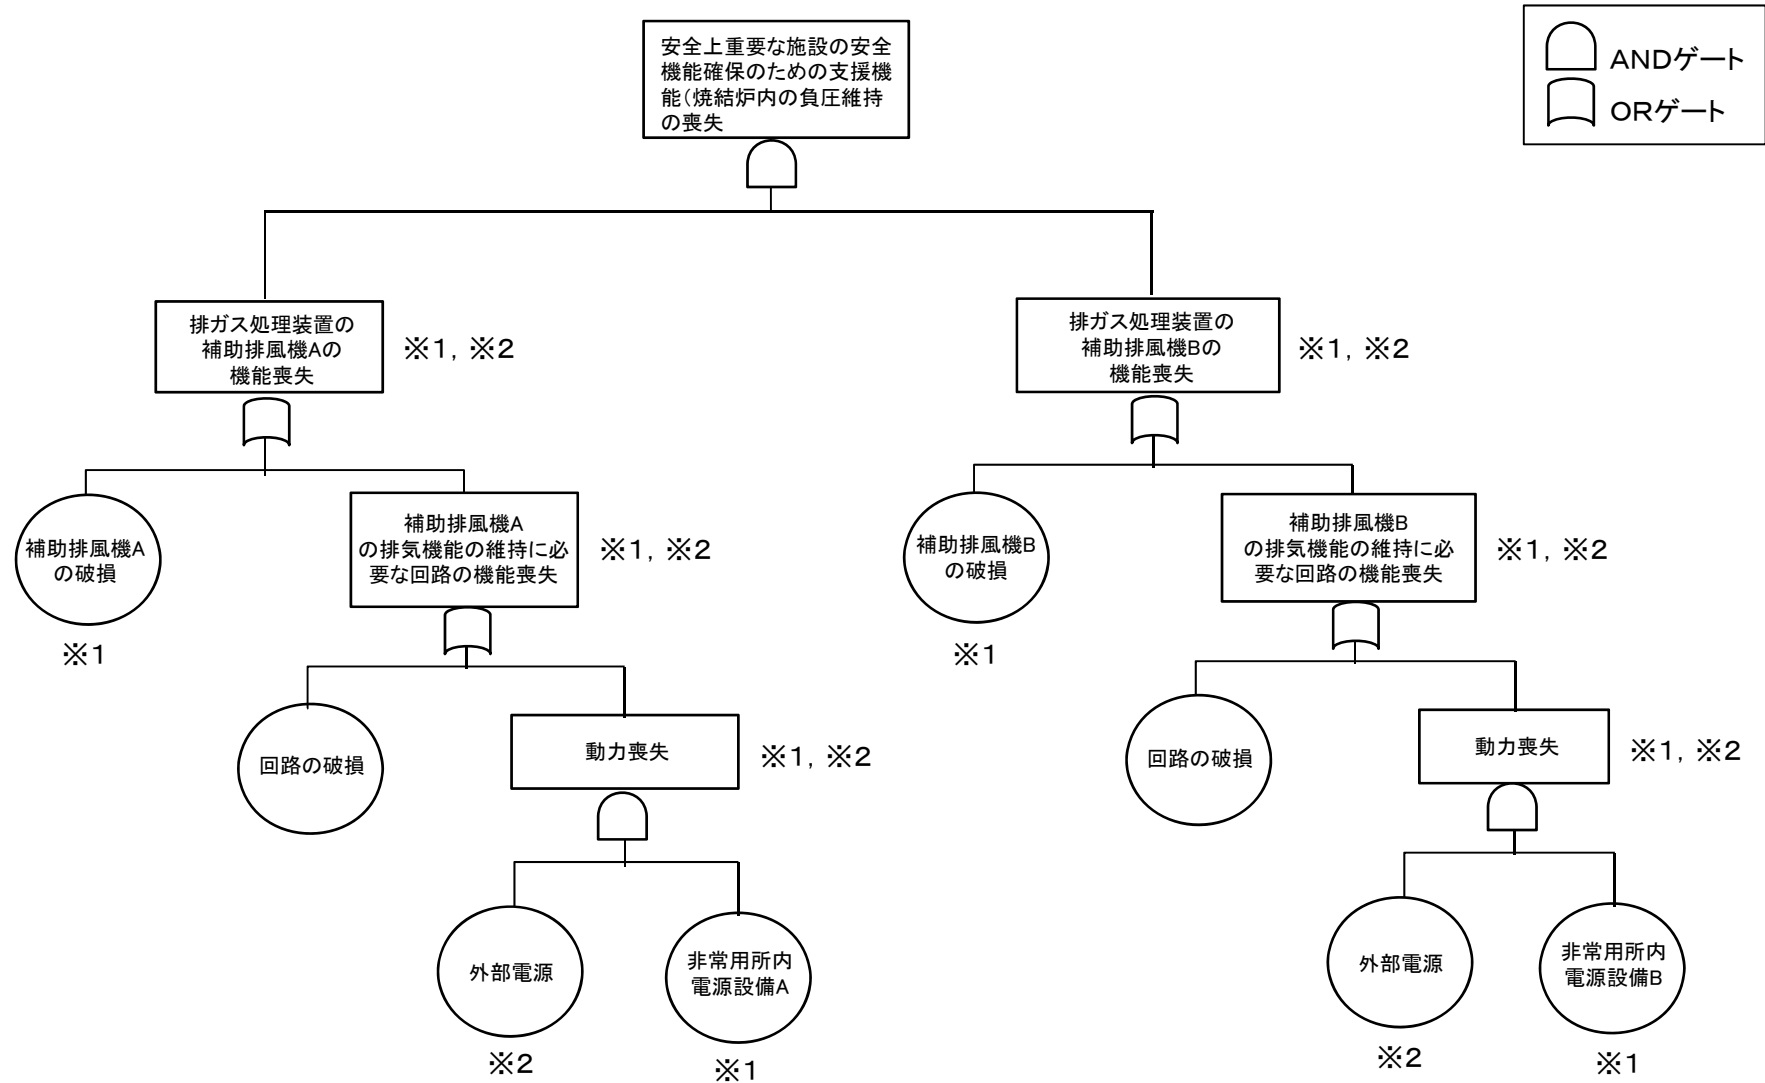 安全上重要な施設の安全
機能確保のための支援機
能(焼結炉内の負圧維持
の喪失
ANDゲート
ORゲート
排ガス処理装置の
補助排風機Aの
機能喪失
※1，※2
排ガス処理装置の
補助排風機Bの
機能喪失
※1，※2
補助排風機A
の破損
※1
補助排風機A
の排気機能の維持に必
要な回路の機能喪失
※1，※2
補助排風機B
の破損
※1
補助排風機B
の排気機能の維持に必
要な回路の機能喪失
※1，※2
回路の破損
動力喪失
※1，※2
回路の破損
動力喪失
※1，※2
外部電源
※2
非常用所内
電源設備A
※1
外部電源
※2
非常用所内
電源設備B
※1